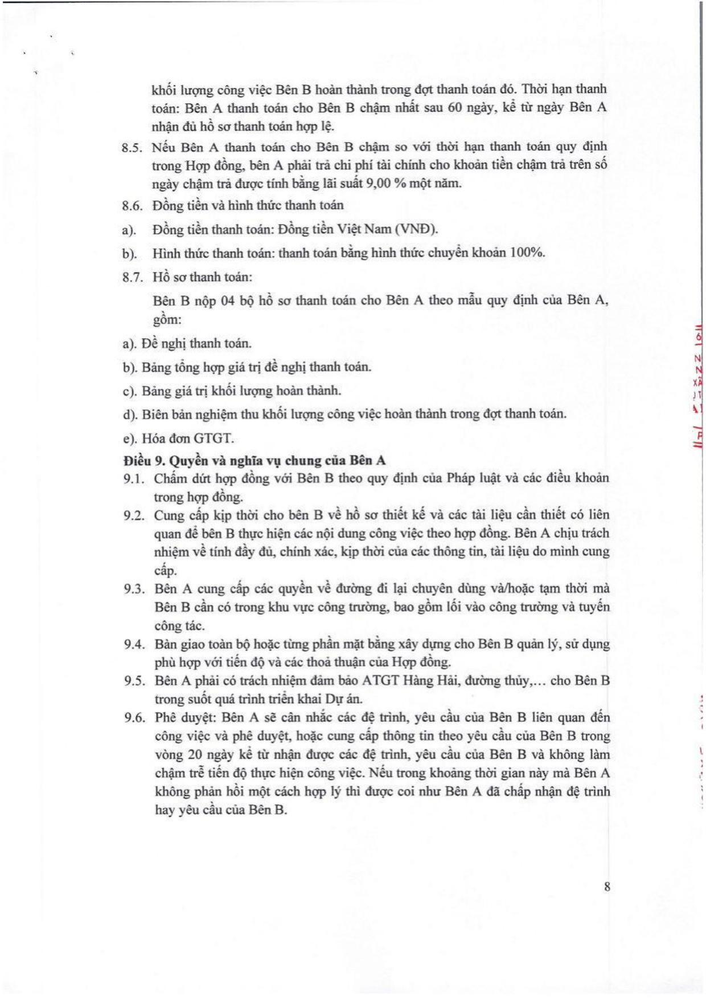 khối lượng công việc Bên B hoàn thành trong đợt thanh toán đó. Thời hạn thanh
toán: Bên A thanh toán cho Bên B chậm nhất sau 60 ngày, kể từ ngày Bên A
nhận đủ hồ sơ thanh toán hợp lệ.
8.5. Nếu Bên A thanh toán cho Bên B chậm so với thời hạn thanh toán quy định
trong Hợp đồng, bên A phải trả chi phí tài chính cho khoản tiền chậm trả trên số
ngày chậm trả được tính bằng lãi suất 9,00 % một năm.
8.6. Đồng tiền và hình thức thanh toán
a). Đồng tiền thanh toán: Đồng tiền Việt Nam (VNĐ).
b). Hình thức thanh toán: thanh toán bằng hình thức chuyển khoản 100%.
8.7. Hồ sơ thanh toán:
Bên B nộp 04 bộ hồ sơ thanh toán cho Bên A theo mẫu quy định của Bên A,
gồm:
a). Đề nghị thanh toán.
b). Bảng tổng hợp giá trị đề nghị thanh toán.
c). Bảng giá trị khối lượng hoàn thành.
d). Biên bản nghiệm thu khối lượng công việc hoàn thành trong đợt thanh toán.
e). Hóa đơn GTGT.
Điều 9. Quyền và nghĩa vụ chung của Bên A
9.1. Chấm dứt hợp đồng với Bên B theo quy định của Pháp luật và các điều khoản
trong hợp đồng.
9.2. Cung cấp kịp thời cho bên B về hồ sơ thiết kế và các tài liệu cần thiết có liên
quan để bên B thực hiện các nội dung công việc theo hợp đồng. Bên A chịu trách
nhiệm về tính đầy đủ, chính xác, kịp thời của các thông tin, tài liệu do mình cung
cấp.
9.3. Bên A cung cấp các quyền về đường đi lại chuyên dùng và/hoặc tạm thời mà
Bên B cần có trong khu vực công trường, bao gồm lối vào công trường và tuyến
công tác.
9.4. Bàn giao toàn bộ hoặc từng phần mặt bằng xây dựng cho Bên B quản lý, sử dụng
phù hợp với tiến độ và các thoả thuận của Hợp đồng.
9.5. Bên A phải có trách nhiệm đảm bảo ATGT Hàng Hải, đường thủy,... cho Bên B
trong suốt quá trình triển khai Dự án.
9.6. Phê duyệt: Bên A sẽ cân nhắc các đệ trình, yêu cầu của Bên B liên quan đến
công việc và phê duyệt, hoặc cung cấp thông tin theo yêu cầu của Bên B trong
vòng 20 ngày kể từ nhận được các đệ trình, yêu cầu của Bên B và không làm
chậm trễ tiến độ thực hiện công việc. Nếu trong khoảng thời gian này mà Bên A
không phản hồi một cách hợp lý thì được coi như Bên A đã chấp nhận đệ trình
hay yêu cầu của Bên B.
8